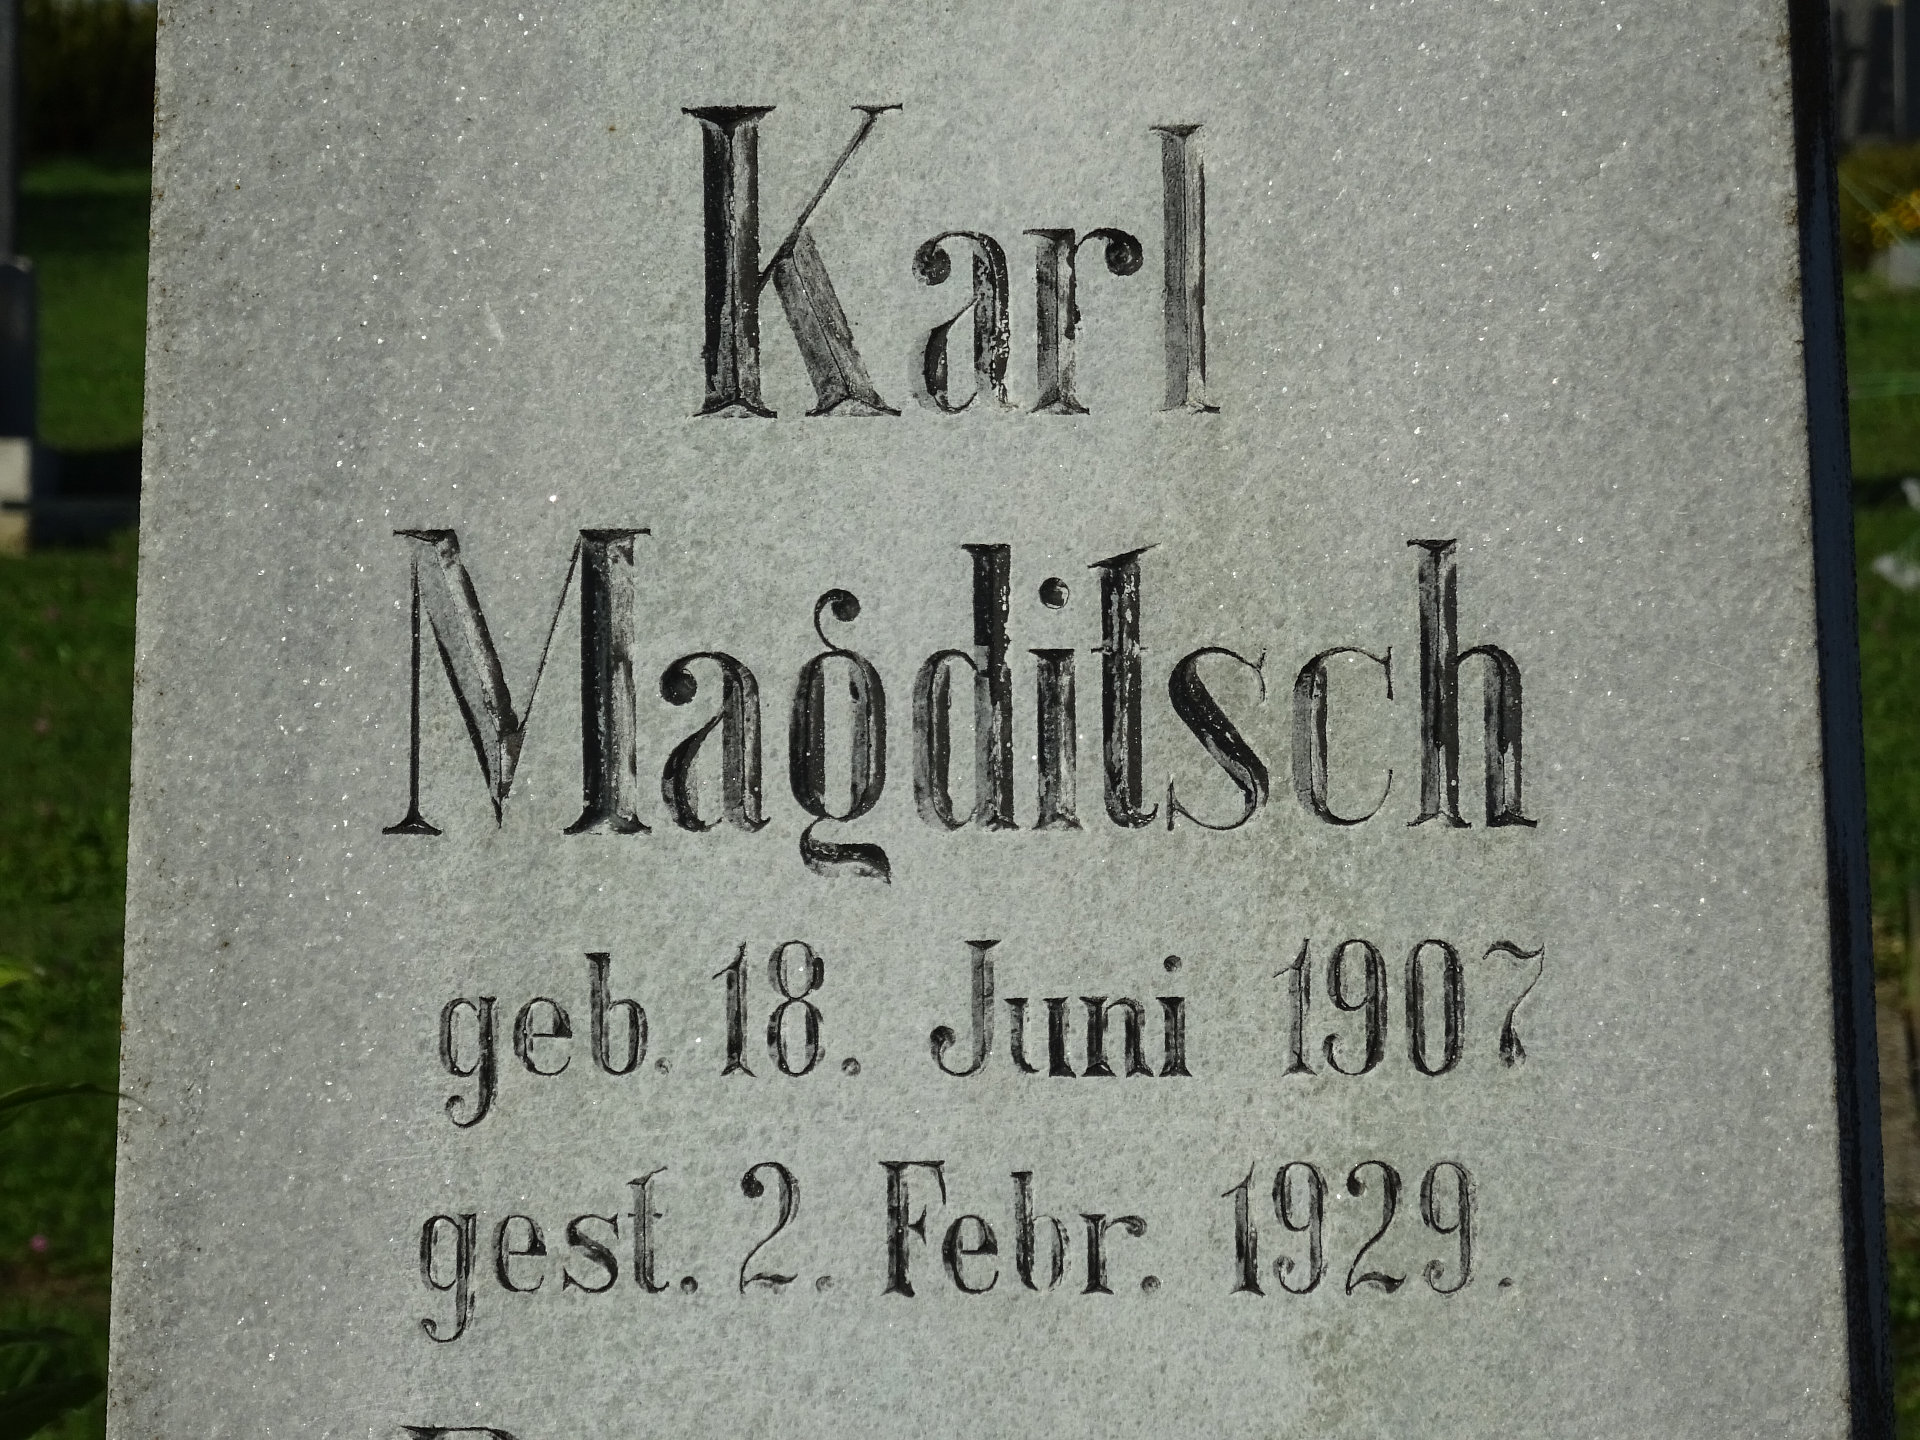 Karl
Magditsch
geb. 18. Juni 1907
gest. 2. Febr. 1929.